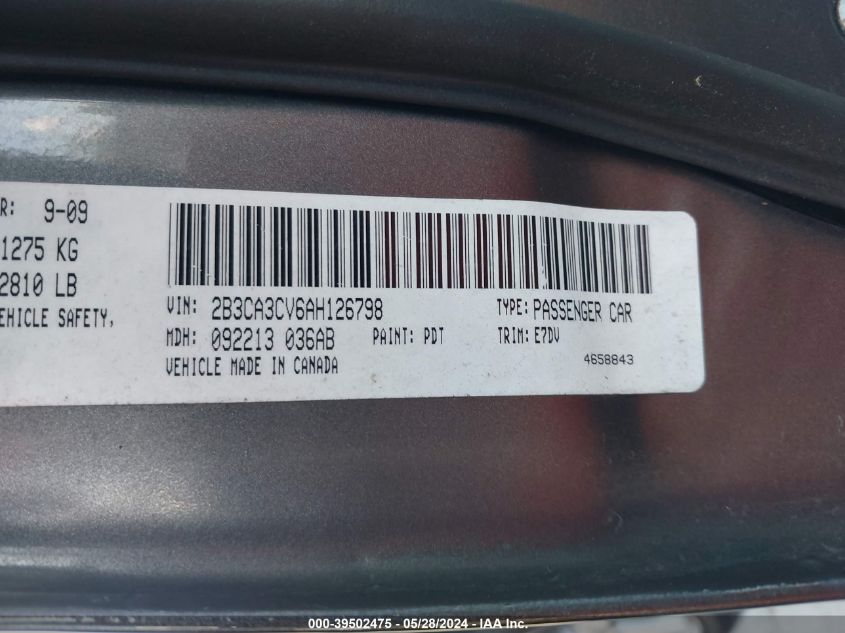 R: 9-09
1275 KG
2810 LB
EHICLE SAFETY,
VIN: 2B3CA3CV6AH126798 TYPE: PASSENGER CAR
MDH: 092213 036AB PAINT: PDT TRIM: E7DV
VEHICLE MADE IN CANADA 4658843
000-39502475 - 05/28/2024 - IAA Inc.